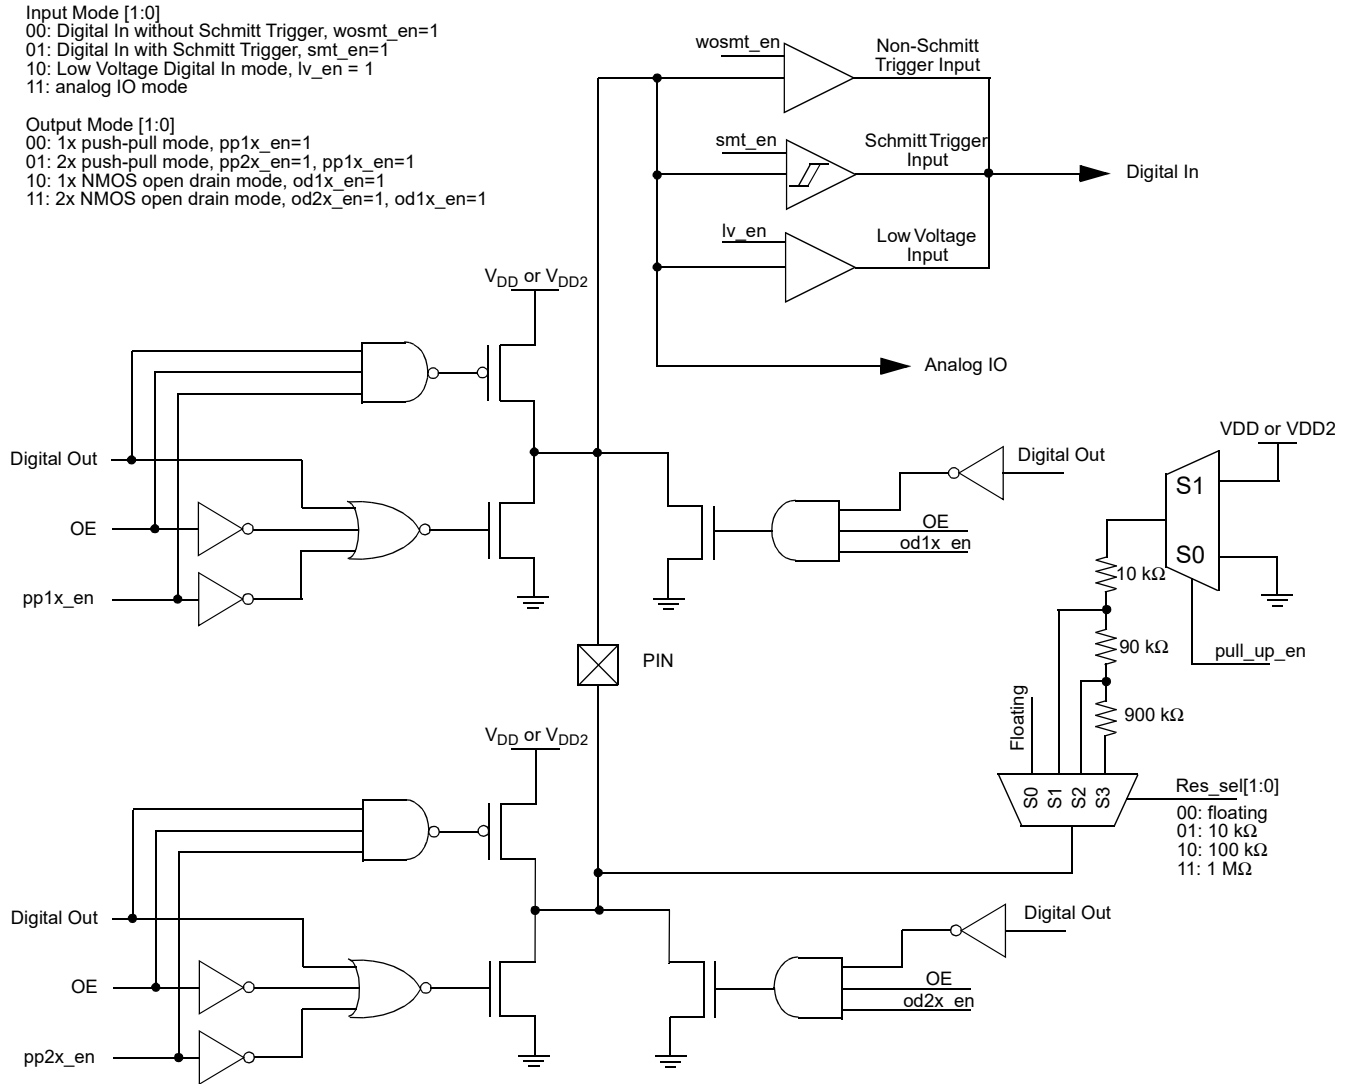 Input Mode [1:0]
00: Digital In without Schmitt Trigger, wosmt_en=1
01: Digital In with Schmitt Trigger, smt_en=1
10: Low Voltage Digital In mode, lv_en = 1
11: analog IO mode
Output Mode [1:0]
00: 1x push-pull mode, pp1x_en=1
01: 2x push-pull mode, pp2x_en=1, pp1x_en=1
10: 1x NMOS open drain mode, od1x_en=1
11: 2x NMOS open drain mode, od2x_en=1, od1x_en=1
wosmt_en
Non-Schmitt
Trigger Input
smt_en
Schmitt Trigger
Input
Digital In
lv_en
Low Voltage
Input
Analog IO
VDD or VDD2
Digital Out
OE
pp1x_en
Digital Out
OE
od1x_en
VDD or VDD2
S1
S0
10 kΩ
90 kΩ
900 kΩ
pull_up_en
PIN
Floating
S0
S1
S2
S3
Res_sel[1:0]
00: floating
01: 10 kΩ
10: 100 kΩ
11: 1 MΩ
VDD or VDD2
Digital Out
OE
pp2x_en
Digital Out
OE
od2x_en